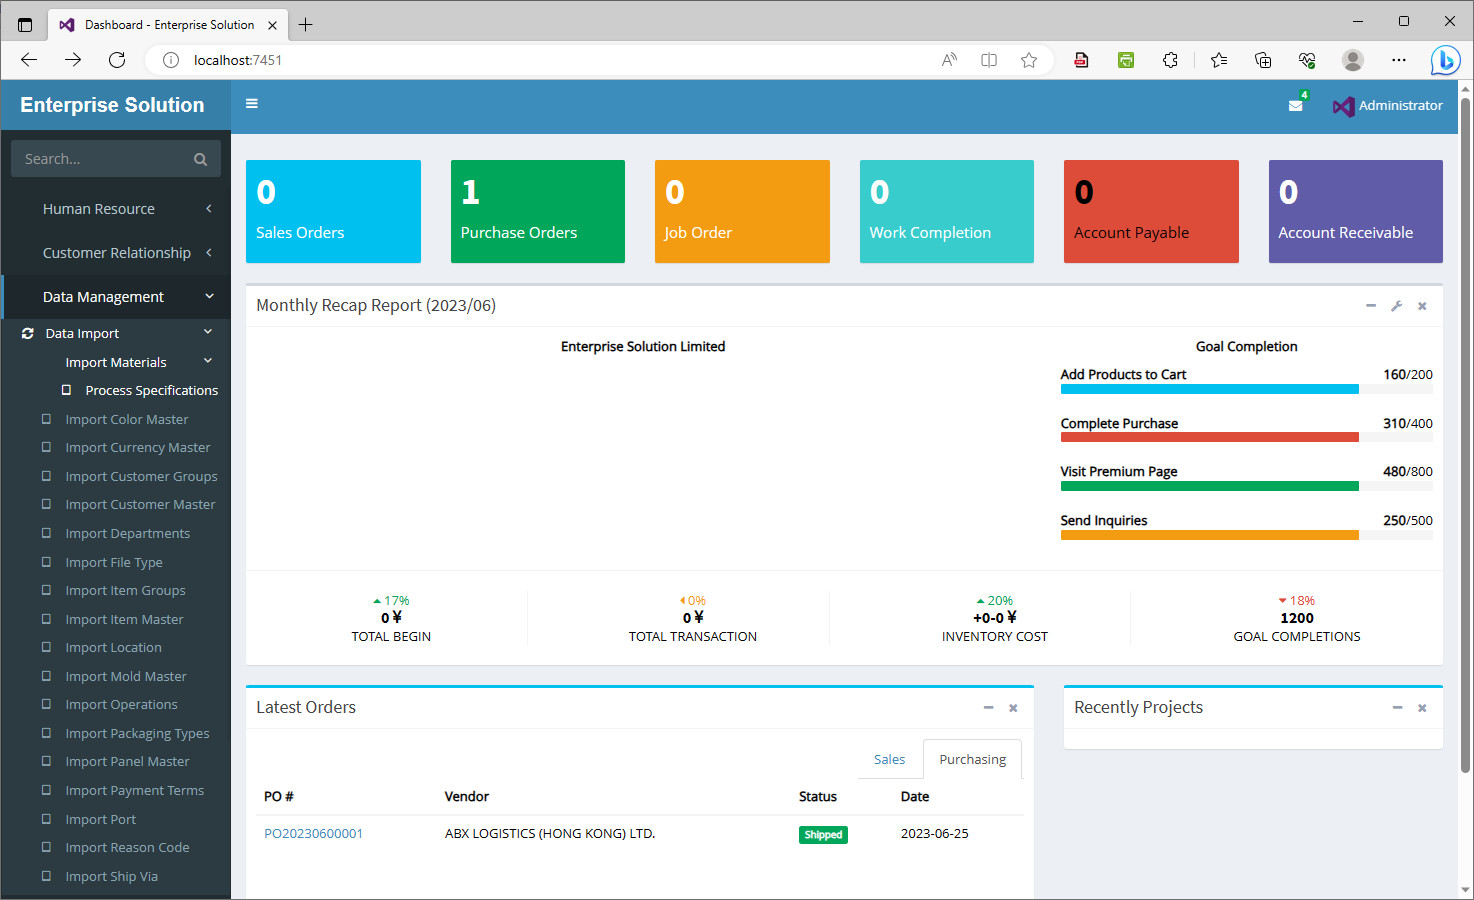 Dashboard - Enterprise Solution
localhost:7451
Enterprise Solution
4
Administrator
Search...
Human Resource
Customer Relationship
Data Management
Data Import
Import Materials
Process Specifications
Import Color Master
Import Currency Master
Import Customer Groups
Import Customer Master
Import Departments
Import File Type
Import Item Groups
Import Item Master
Import Location
Import Mold Master
Import Operations
Import Packaging Types
Import Panel Master
Import Payment Terms
Import Port
Import Reason Code
Import Ship Via
0
Sales Orders
1
Purchase Orders
0
Job Order
0
Work Completion
0
Account Payable
0
Account Receivable
Monthly Recap Report (2023/06)
Enterprise Solution Limited
Goal Completion
Add Products to Cart 160/200
Complete Purchase 310/400
Visit Premium Page 480/800
Send Inquiries 250/500
17%
0 ¥
TOTAL BEGIN
0%
0 ¥
TOTAL TRANSACTION
20%
+0-0 ¥
INVENTORY COST
18%
1200
GOAL COMPLETIONS
Latest Orders
Sales Purchasing
PO # Vendor Status Date
PO20230600001 ABX LOGISTICS (HONG KONG) LTD. Shipped 2023-06-25
Recently Projects